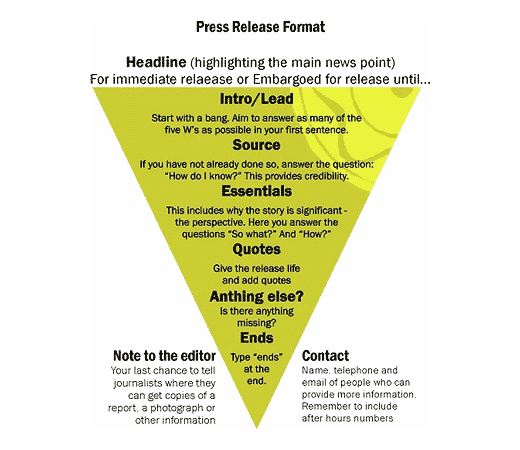 Press Release Format
Headline (highlighting the main news point)
For immediate relaease or Embargoed for release until...
Intro/Lead
Start with a bang. Aim to answer as many of the
five W's as possible in your first sentence.
Source
If you have not already done so, answer the question:
"How do I know?" This provides credibility.
Essentials
This includes why the story is significant -
the perspective. Here you answer the
questions "So what?" And "How?"
Quotes
Give the release life
and add quotes
Anthing else?
Is there anything
missing?
Ends
Type "ends"
at the
end.
Note to the editor
Your last chance to tell
journalists where they
can get copies of a
report, a photograph or
other information
Contact
Name, telephone and
email of people who can
provide more information.
Remember to include
after hours numbers